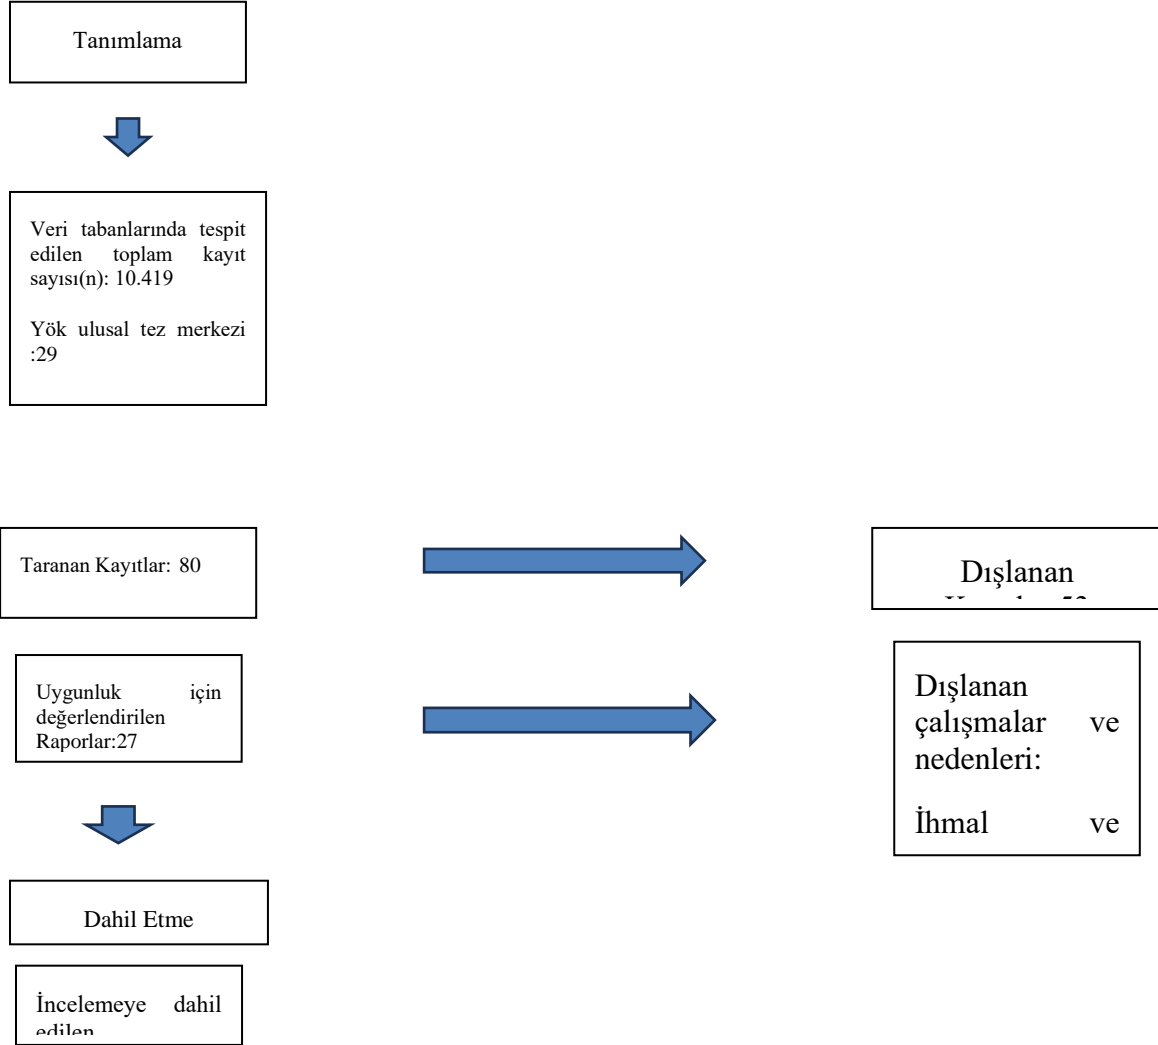 Tanımlama
Veri tabanlarında tespit
edilen toplam kayıt
sayısı(n): 10.419
Yök ulusal tez merkezi
:29
Taranan Kayıtlar: 80
Dışlanan
Uygunluk için
değerlendirilen
Raporlar:27
Dışlanan
çalışmalar ve
nedenleri:
İhmal ve
Dahil Etme
İncelemeye dahil
edilen